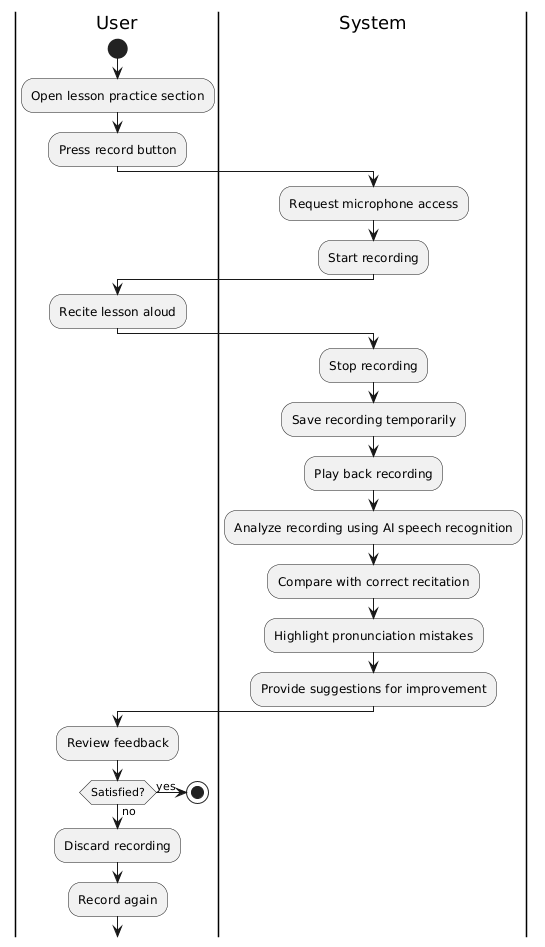 User
System
Open lesson practice section
Press record button
Request microphone access
Start recording
Recite lesson aloud
Stop recording
Save recording temporarily
Play back recording
Analyze recording using AI speech recognition
Compare with correct recitation
Highlight pronunciation mistakes
Provide suggestions for improvement
Review feedback
Satisfied?
yes
no
Discard recording
Record again